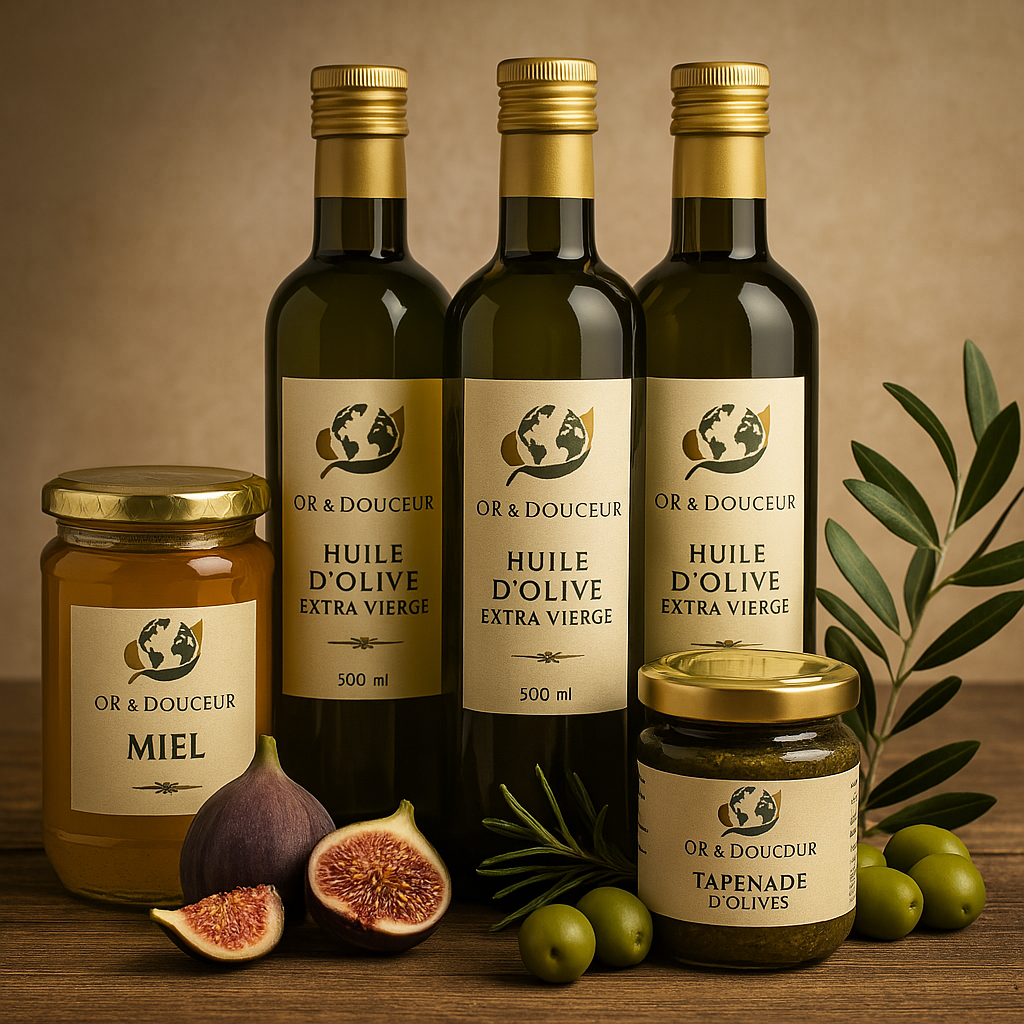 OR & DOUCEUR
HUILE
D'OLIVE
EXTRA VIERGE
500 ml
OR & DOUCEUR
HUILE
D'OLIVE
EXTRA VIERGE
500 ml
OR & DOUCEUR
HUILE
D'OLIVE
EXTRA VIERGE
OR & DOUCEUR
MIEL
OR & DOUCDUR
TAPENADE
D'OLIVES